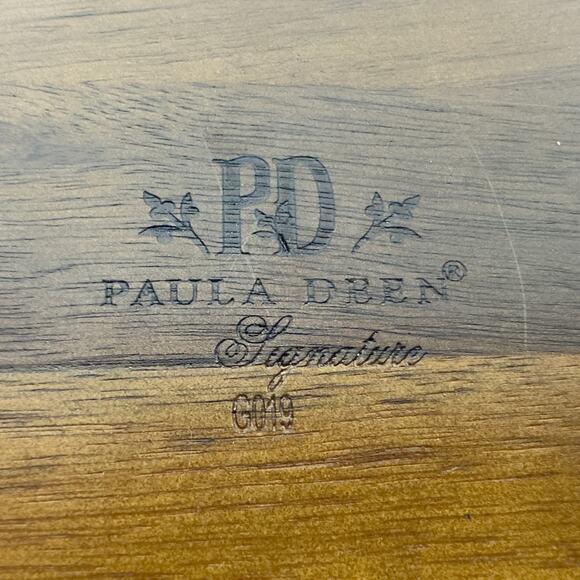 PD
PAULA DEEN®
Signature
G019